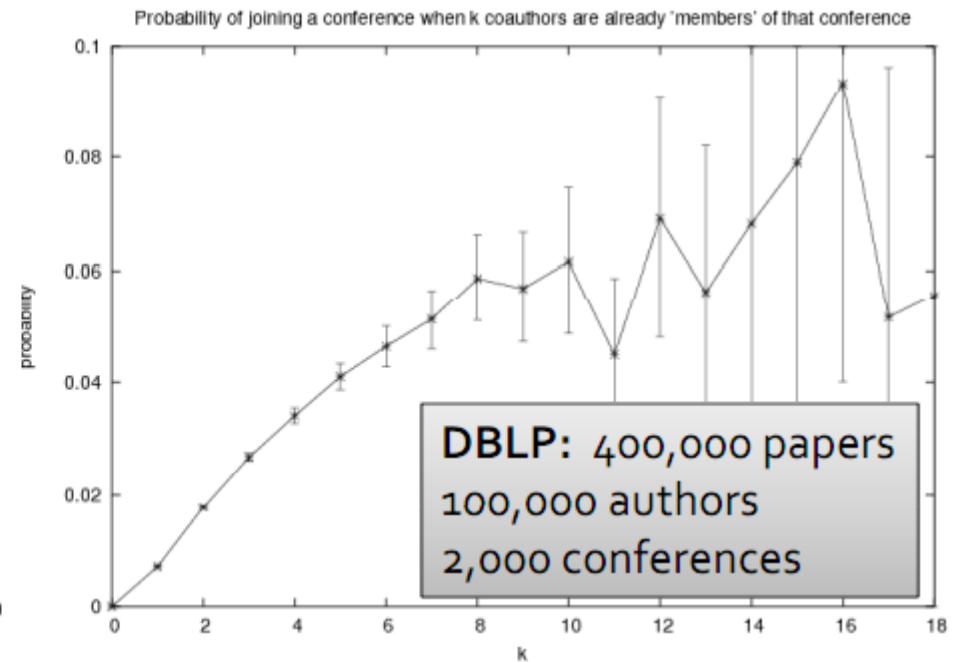 Probability of joining a conference when k coauthors are already 'members' of that conference
0.1
0.08
0.06
0.04
0.02
0
probability
0 2 4 6 8 10 12 14 16 18
k
DBLP: 400,000 papers
100,000 authors
2,000 conferences